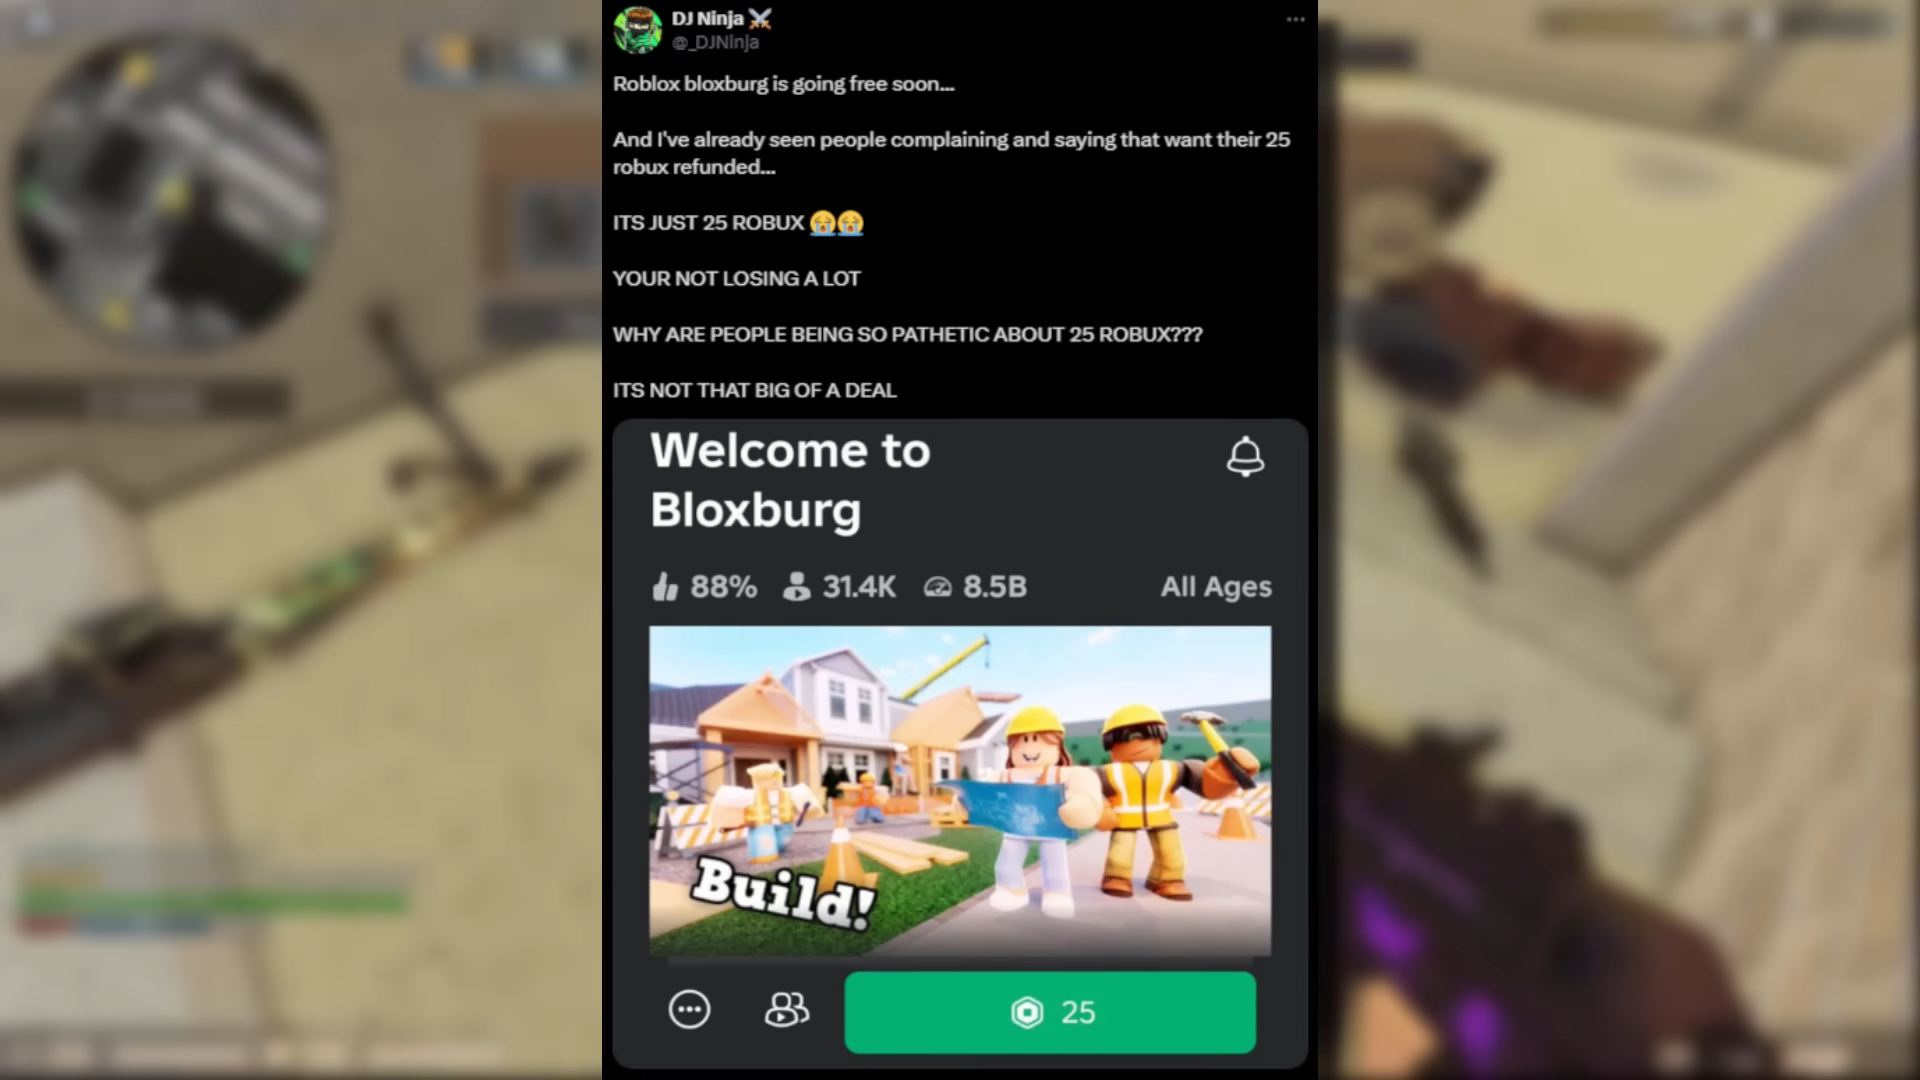 DJ Ninja ⚔️
@_DJNinja
Roblox bloxburg is going free soon...
And I've already seen people complaining and saying that want their 25
robux refunded...
ITS JUST 25 ROBUX 😭😭
YOUR NOT LOSING A LOT
WHY ARE PEOPLE BEING SO PATHETIC ABOUT 25 ROBUX???
ITS NOT THAT BIG OF A DEAL
Welcome to
Bloxburg
88% 31.4K 8.5B All Ages
Build!
25